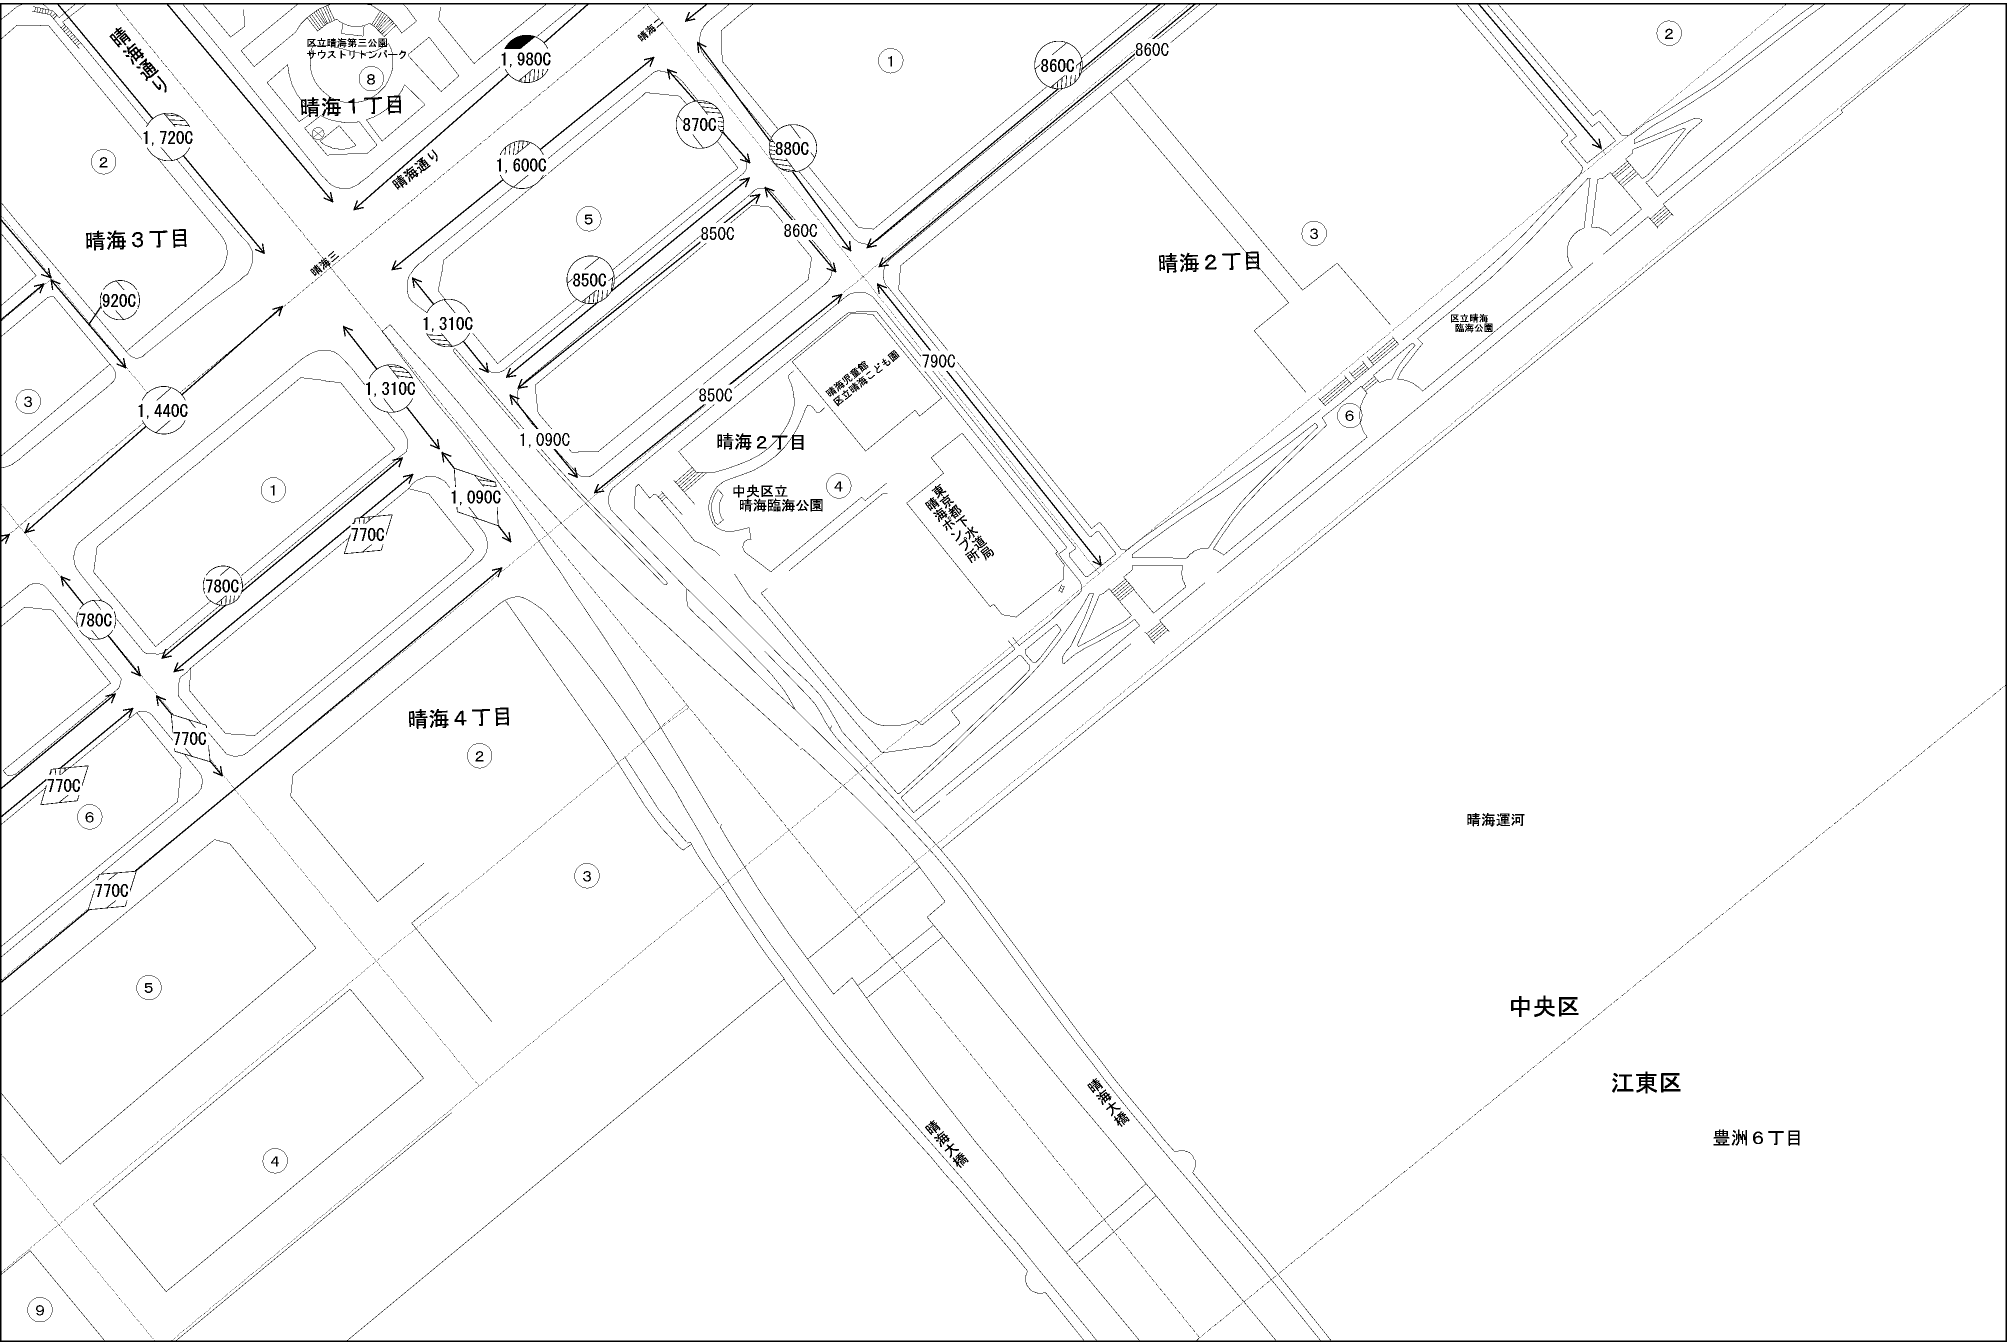 晴海通り
区立晴海第三公園
サウストリトンパーク
8
晴海1丁目
1,980C
晴海二
1
860C
860C
2
1,720C
2
晴海通り
1,600C
870C
880C
5
850C
860C
晴海3丁目
晴海三
3
晴海2丁目
920C
850C
1,310C
区立晴海
臨海公園
790C
晴海児童館
区立晴海こども園
1,310C
850C
3
1,440C
6
1,090C
晴海2丁目
4
1
1,090C
中央区立
晴海臨海公園
東京都下水道局
晴海ポンプ所
770C
780C
780C
晴海4丁目
2
770C
770C
6
晴海運河
3
770C
5
中央区
江東区
豊洲6丁目
晴海大橋
晴海大橋
4
9